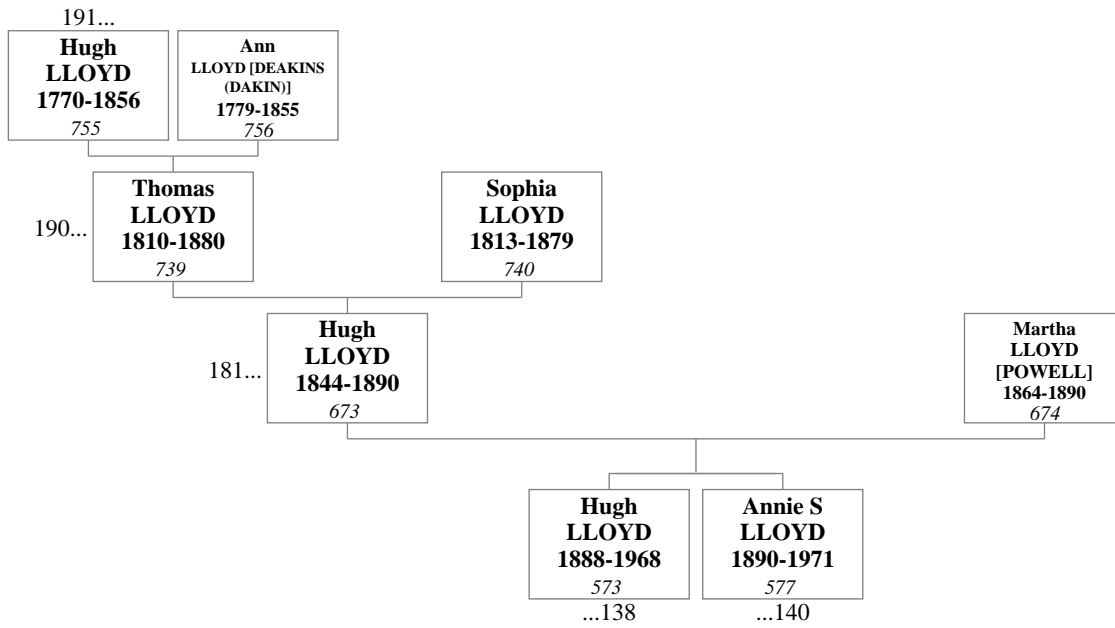 191...
Hugh
LLOYD
1770-1856
755
Ann
LLOYD [DEAKINS
(DAKIN)]
1779-1855
756
190...
Thomas
LLOYD
1810-1880
739
Sophia
LLOYD
1813-1879
740
181...
Hugh
LLOYD
1844-1890
673
Martha
LLOYD
[POWELL]
1864-1890
674
Hugh
LLOYD
1888-1968
573
...138
Annie S
LLOYD
1890-1971
577
...140